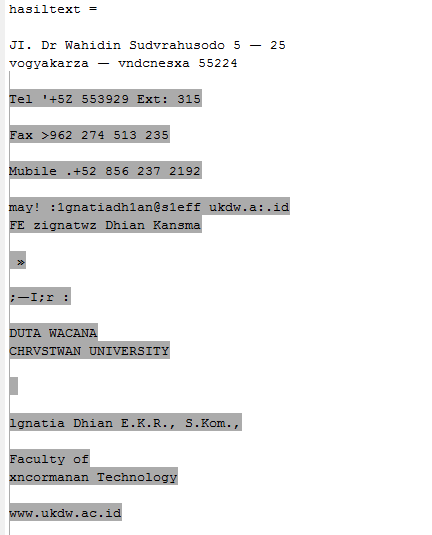 hasiltext =
JI. Dr Wahidin Sudvrahusodo 5 — 25
vogyakarza — vndcnesxa 55224
Tel '+5Z 553929 Ext: 315
Fax >962 274 513 235
Mubile .+52 856 237 2192
may! :1gnatiadh1an@s1eff ukdw.a:.id
FE zignatwz Dhian Kansma
»
;—I;r :
DUTA WACANA
CHRVSTWAN UNIVERSITY
lgnatia Dhian E.K.R., S.Kom.,
Faculty of
xncormanan Technology
www.ukdw.ac.id